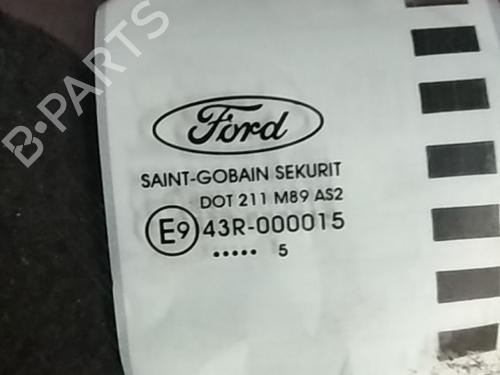 B-PARTS
Ford
SAINT-GOBAIN SEKURIT
DOT 211 M89 AS2
E9 43R-000015
••••• 5